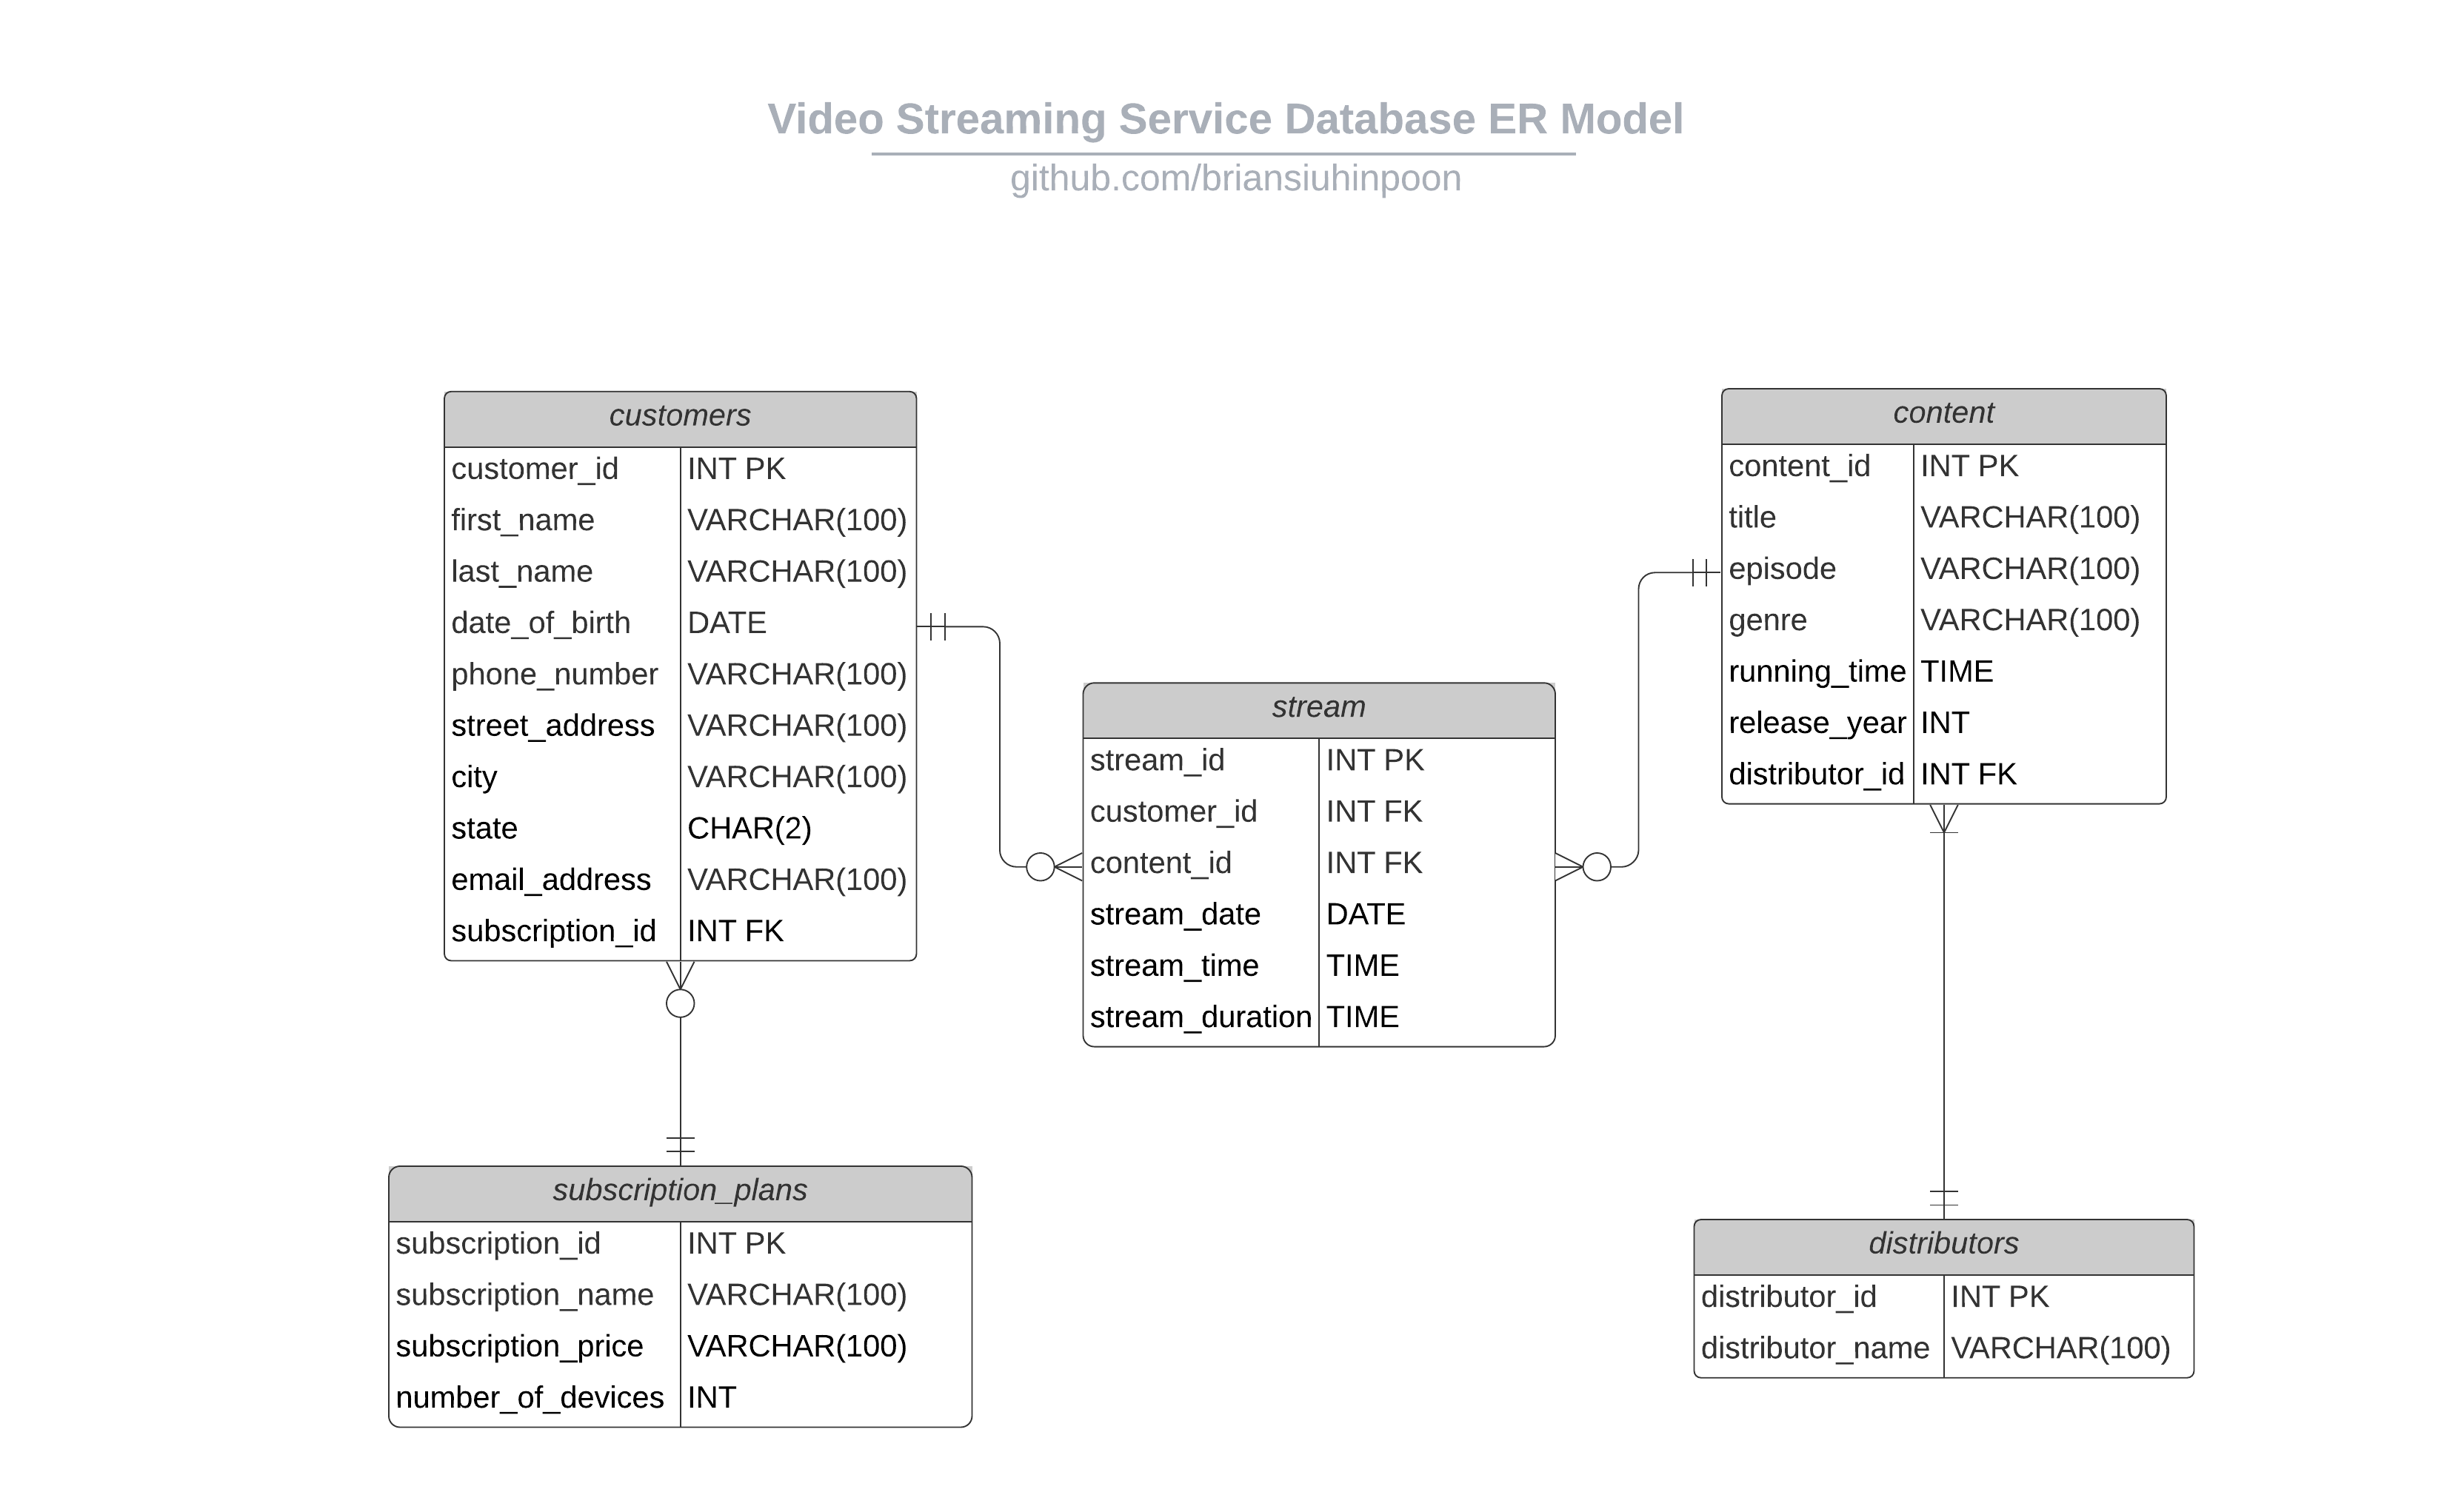 Video Streaming Service Database ER Model
github.com/briansiuhinpoon
customers
customer_id INT PK
first_name VARCHAR(100)
last_name VARCHAR(100)
date_of_birth DATE
phone_number VARCHAR(100)
street_address VARCHAR(100)
city VARCHAR(100)
state CHAR(2)
email_address VARCHAR(100)
subscription_id INT FK
content
content_id INT PK
title VARCHAR(100)
episode VARCHAR(100)
genre VARCHAR(100)
running_time TIME
release_year INT
distributor_id INT FK
stream
stream_id INT PK
customer_id INT FK
content_id INT FK
stream_date DATE
stream_time TIME
stream_duration TIME
subscription_plans
subscription_id INT PK
subscription_name VARCHAR(100)
subscription_price VARCHAR(100)
number_of_devices INT
distributors
distributor_id INT PK
distributor_name VARCHAR(100)